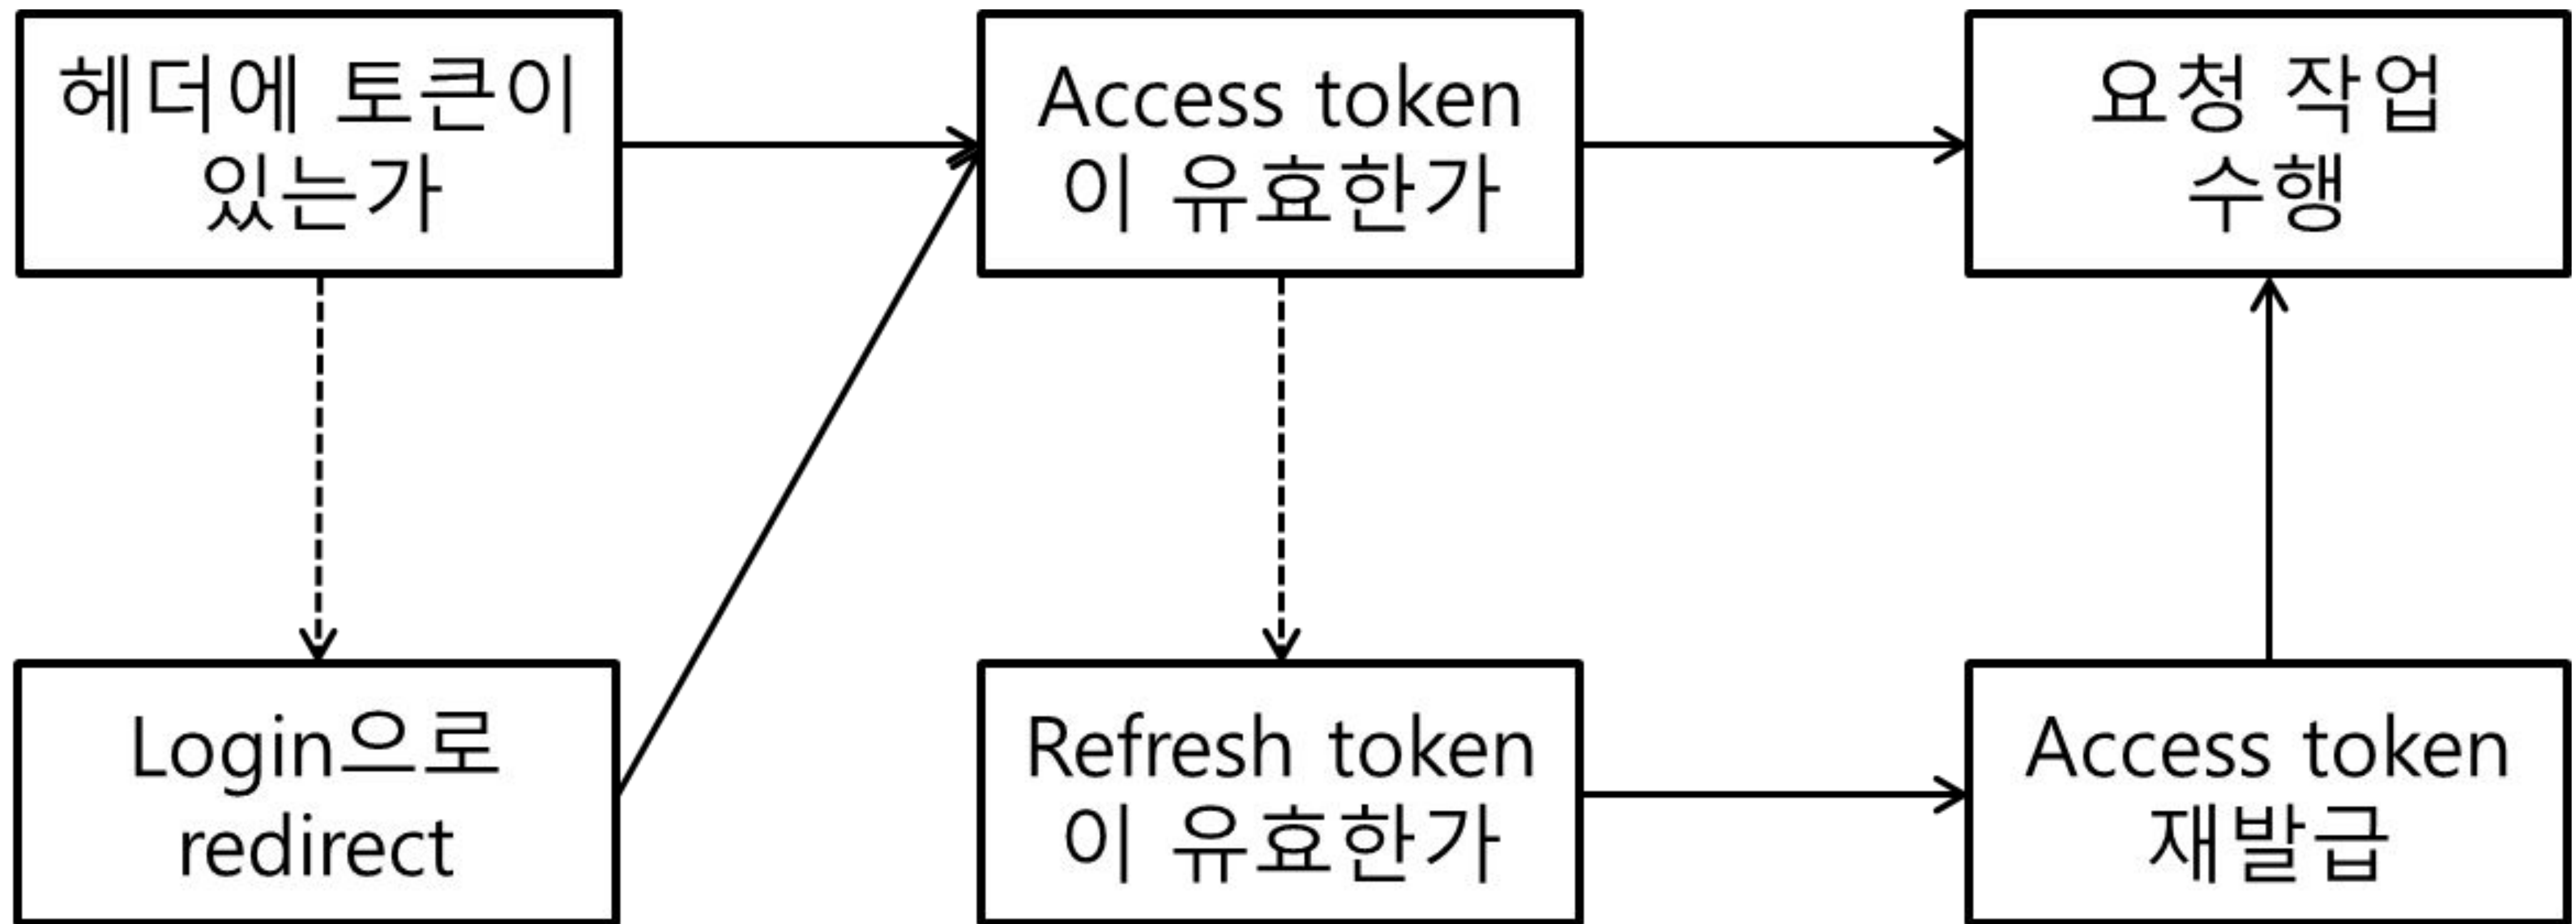 헤더에 토큰이
있는가
Access token
이 유효한가
요청 작업
수행
Login으로
redirect
Refresh token
이 유효한가
Access token
재발급